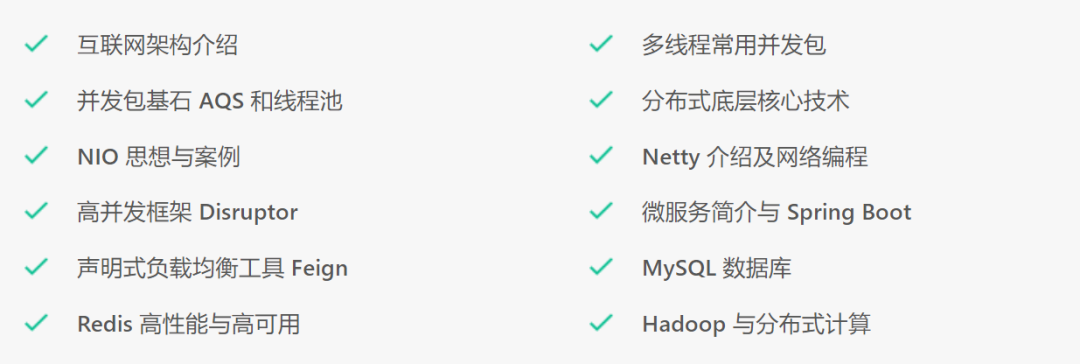 互联网架构介绍
多线程常用并发包
并发包基石 AQS 和线程池
分布式底层核心技术
NIO 思想与案例
Netty 介绍及网络编程
高并发框架 Disruptor
微服务简介与 Spring Boot
声明式负载均衡工具 Feign
MySQL 数据库
Redis 高性能与高可用
Hadoop 与分布式计算